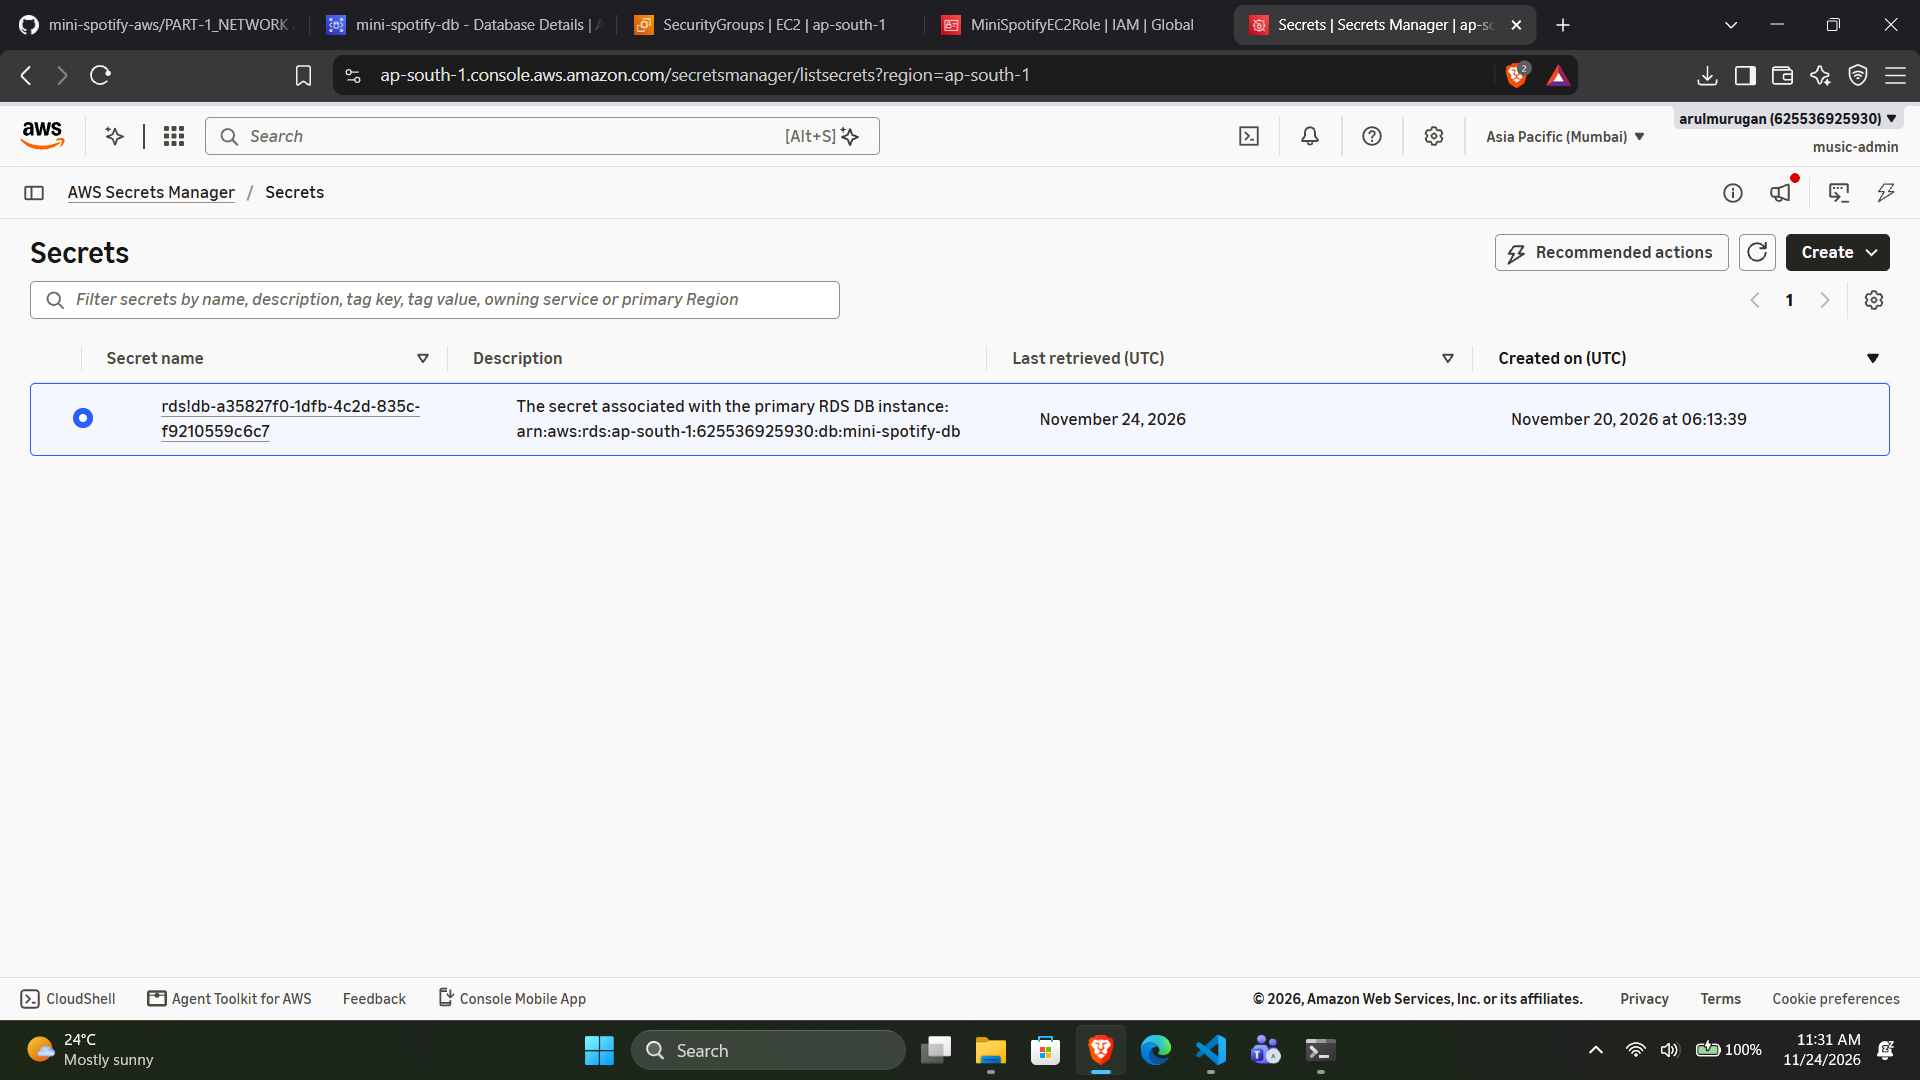 mini-spotify-aws/PART-1_NETWORK
mini-spotify-db - Database Details |
SecurityGroups | EC2 | ap-south-1
MiniSpotifyEC2Role | IAM | Global
Secrets | Secrets Manager |
ap-south-1.console.aws.amazon.com/secretsmanager/listsecrets?region=ap-south-1
2
aws
Search
[Alt+S]
Asia Pacific (Mumbai)
arulmurugan (625536925930)
music-admin
AWS Secrets Manager / Secrets
Secrets
Recommended actions
Create
Filter secrets by name, description, tag key, tag value, owning service or primary Region
1
Secret name
Description
Last retrieved (UTC)
Created on (UTC)
rds!db-a35827f0-1dfb-4c2d-835c-
f9210559c6c7
The secret associated with the primary RDS DB instance:
arn:aws:rds:ap-south-1:625536925930:db:mini-spotify-db
November 24, 2026
November 20, 2026 at 06:13:39
CloudShell
Agent Toolkit for AWS
Feedback
Console Mobile App
© 2026, Amazon Web Services, Inc. or its affiliates.
Privacy
Terms
Cookie preferences
24°C
Mostly sunny
Search
100%
11:31 AM
11/24/2026